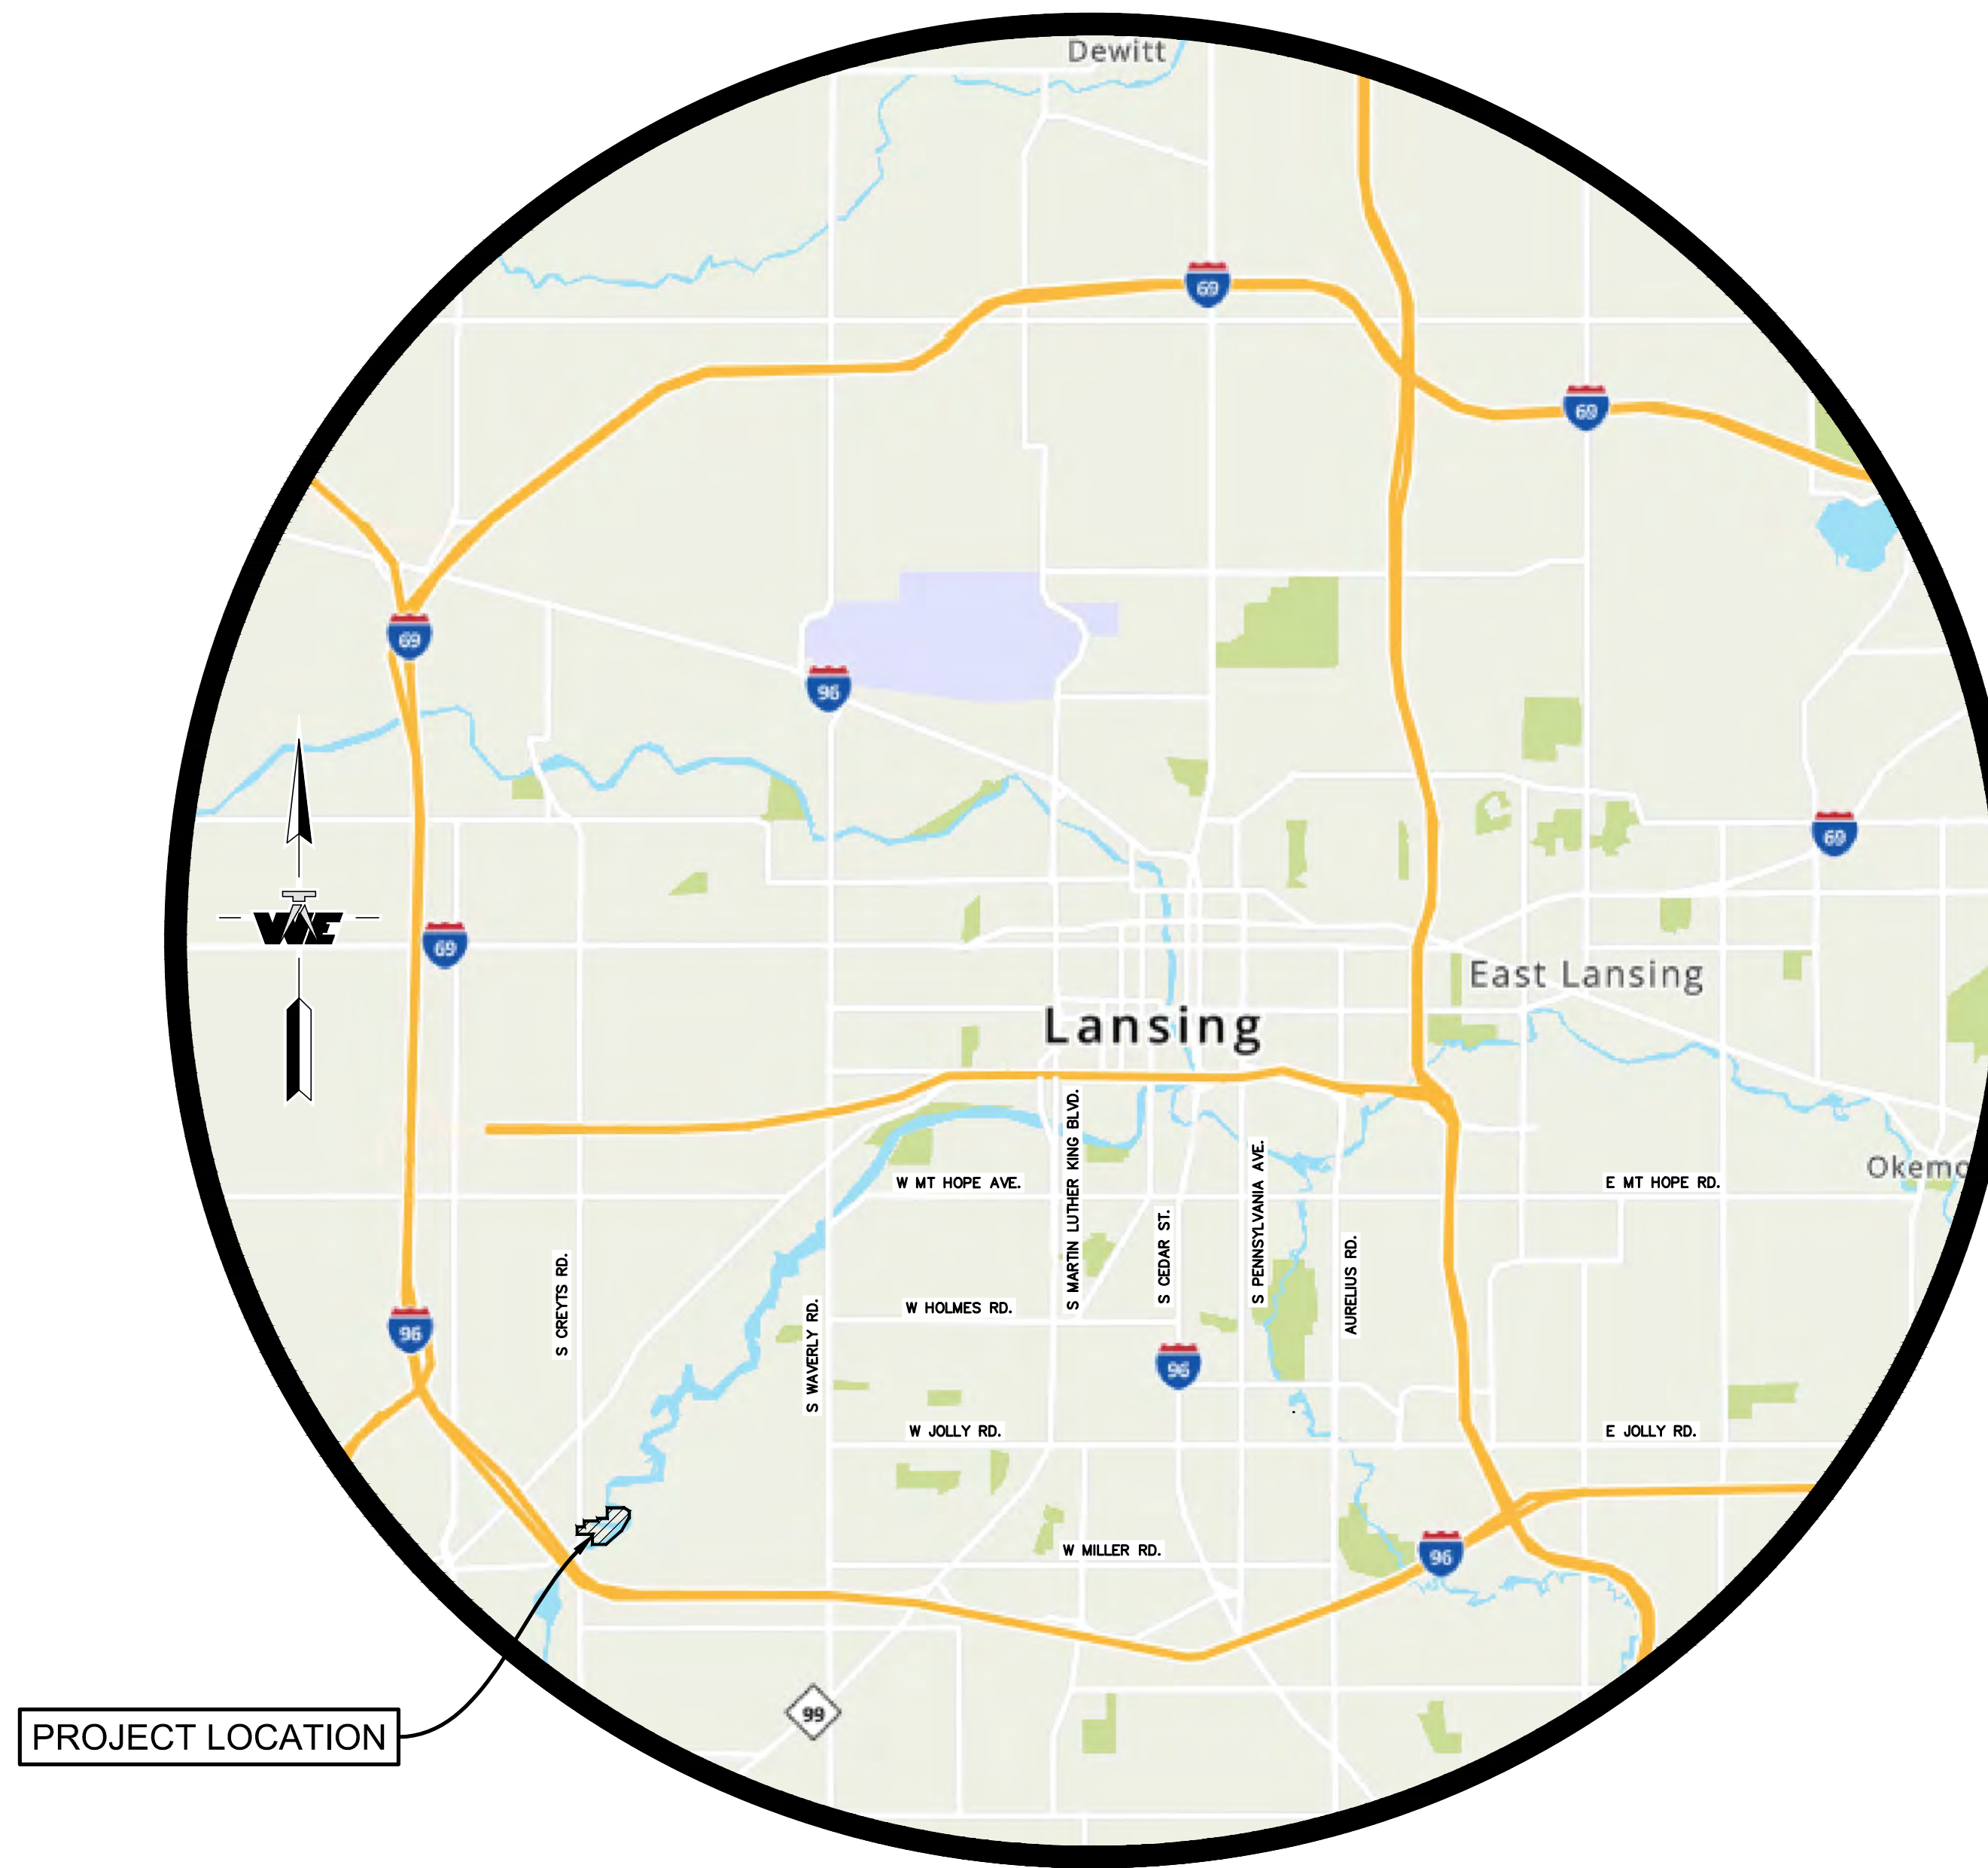 Dewitt
69
69
69
96
69
69
East Lansing
Lansing
Okemo
W MT HOPE AVE.
E MT HOPE RD.
S MARTIN LUTHER KING BLVD.
S CEDAR ST.
S PENNSYLVANIA AVE.
AURELIUS RD.
S CREYTS RD.
S WAVERLY RD.
W HOLMES RD.
96
96
W JOLLY RD.
E JOLLY RD.
W MILLER RD.
96
99
PROJECT LOCATION